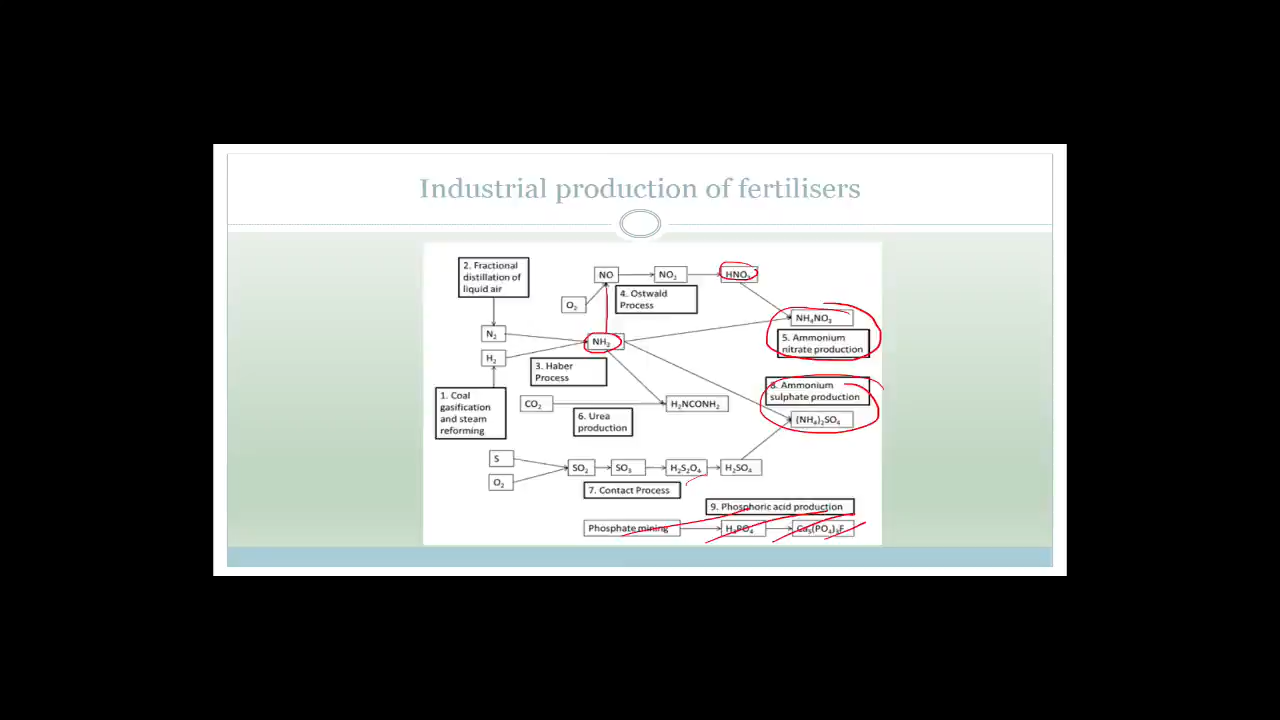 Industrial production of fertilisers
2. Fractional
distillation of
liquid air
NO
NO₂
HNO₃
O₂
4. Ostwald
Process
NH₄NO₃
5. Ammonium
nitrate production
N₂
H₂
NH₃
3. Haber
Process
8. Ammonium
sulphate production
1. Coal
gasification
and steam
reforming
CO₂
H₂NCONH₂
6. Urea
production
(NH₄)₂SO₄
S
O₂
SO₂
SO₃
H₂S₂O₄
H₂SO₄
7. Contact Process
9. Phosphoric acid production
Phosphate mining
H₃PO₄
Ca₅(PO₄)₃F